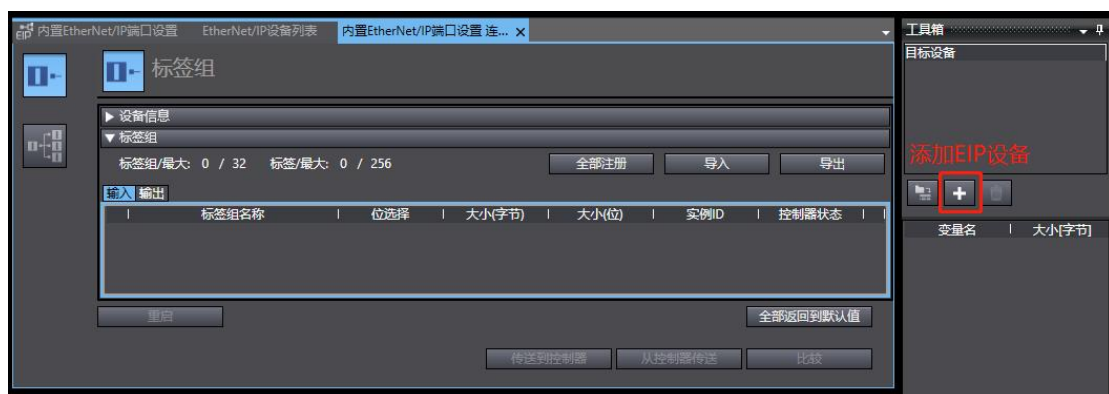 EIP 内置EtherNet/IP端口设置 EtherNet/IP设备列表 内置EtherNet/IP端口设置 连... x
标签组
设备信息
标签组
标签组/最大: 0 / 32 标签/最大: 0 / 256 全部注册 导入 导出
输入 输出
标签组名称 位选择 大小(字节) 大小(位) 实例ID 控制器状态
重启 全部返回到默认值
传送到控制器 从控制器传送 比较
工具箱
目标设备
添加EIP设备
变量名 大小[字节]